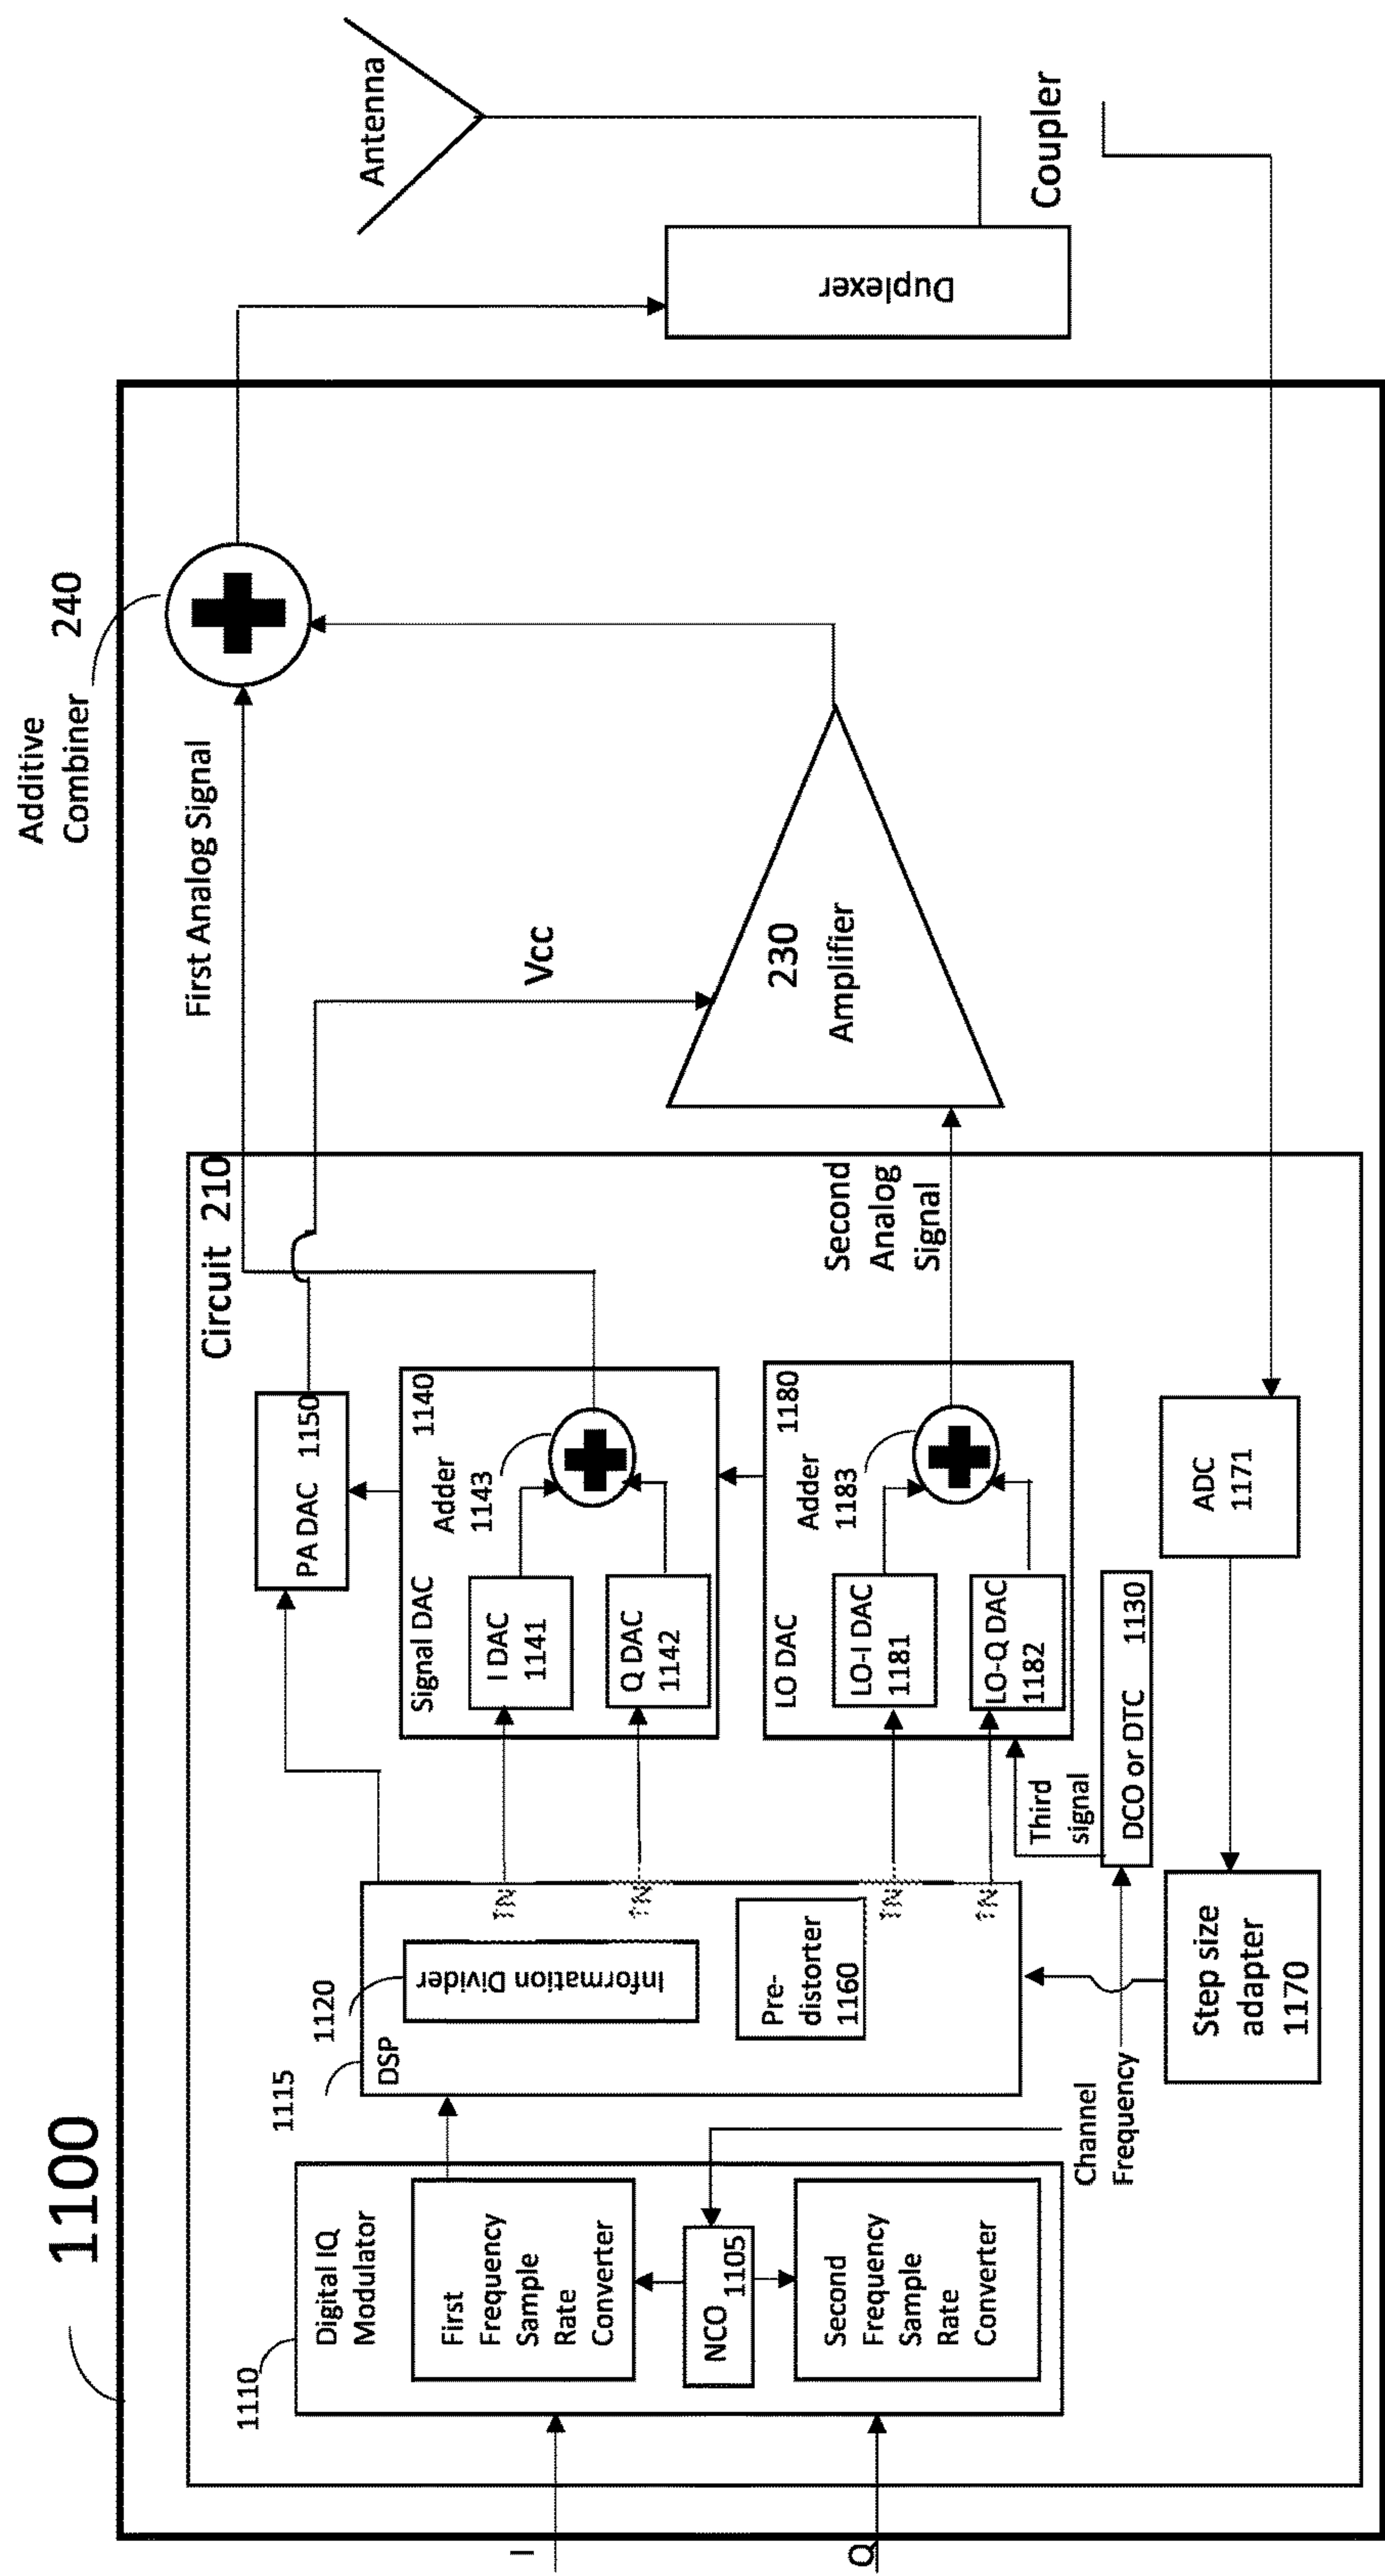 1100
Additive
Combiner
240
First Analog Signal
Antenna
Duplexer
Coupler
Circuit 210
Vcc
230
Amplifier
Second
Analog
Signal
PA DAC 1150
Signal DAC
1140
Adder
1143
I DAC
1141
Q DAC
1142
LO DAC
1180
Adder
1183
LO-I DAC
1181
LO-Q DAC
1182
Third
signal
DCO or DTC 1130
ADC
1171
Step size
adapter
1170
1115
DSP
1120
Information Divider
Pre-
distorter
1160
1110
Digital IQ
Modulator
First
Frequency
Sample
Rate
Converter
NCO 1105
Second
Frequency
Sample
Rate
Converter
Channel
Frequency
I
Q